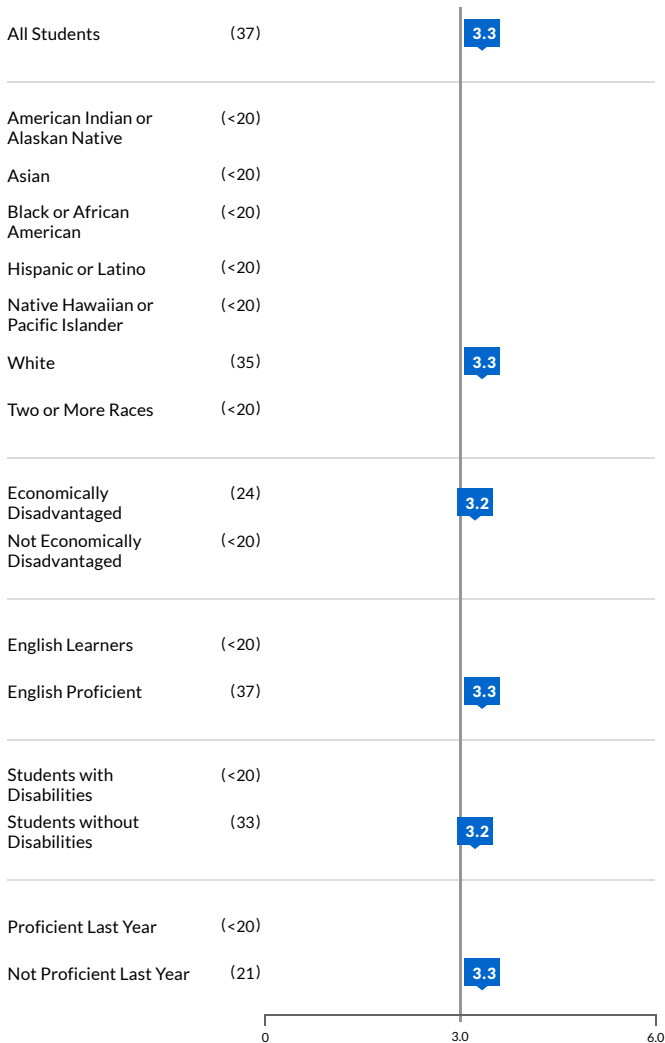 All Students (37) 3.3
American Indian or
Alaskan Native (<20)
Asian (<20)
Black or African
American (<20)
Hispanic or Latino (<20)
Native Hawaiian or
Pacific Islander (<20)
White (35) 3.3
Two or More Races (<20)
Economically
Disadvantaged (24) 3.2
Not Economically
Disadvantaged (<20)
English Learners (<20)
English Proficient (37) 3.3
Students with
Disabilities (<20)
Students without
Disabilities (33) 3.2
Proficient Last Year (<20)
Not Proficient Last Year (21) 3.3
0 3.0 6.0